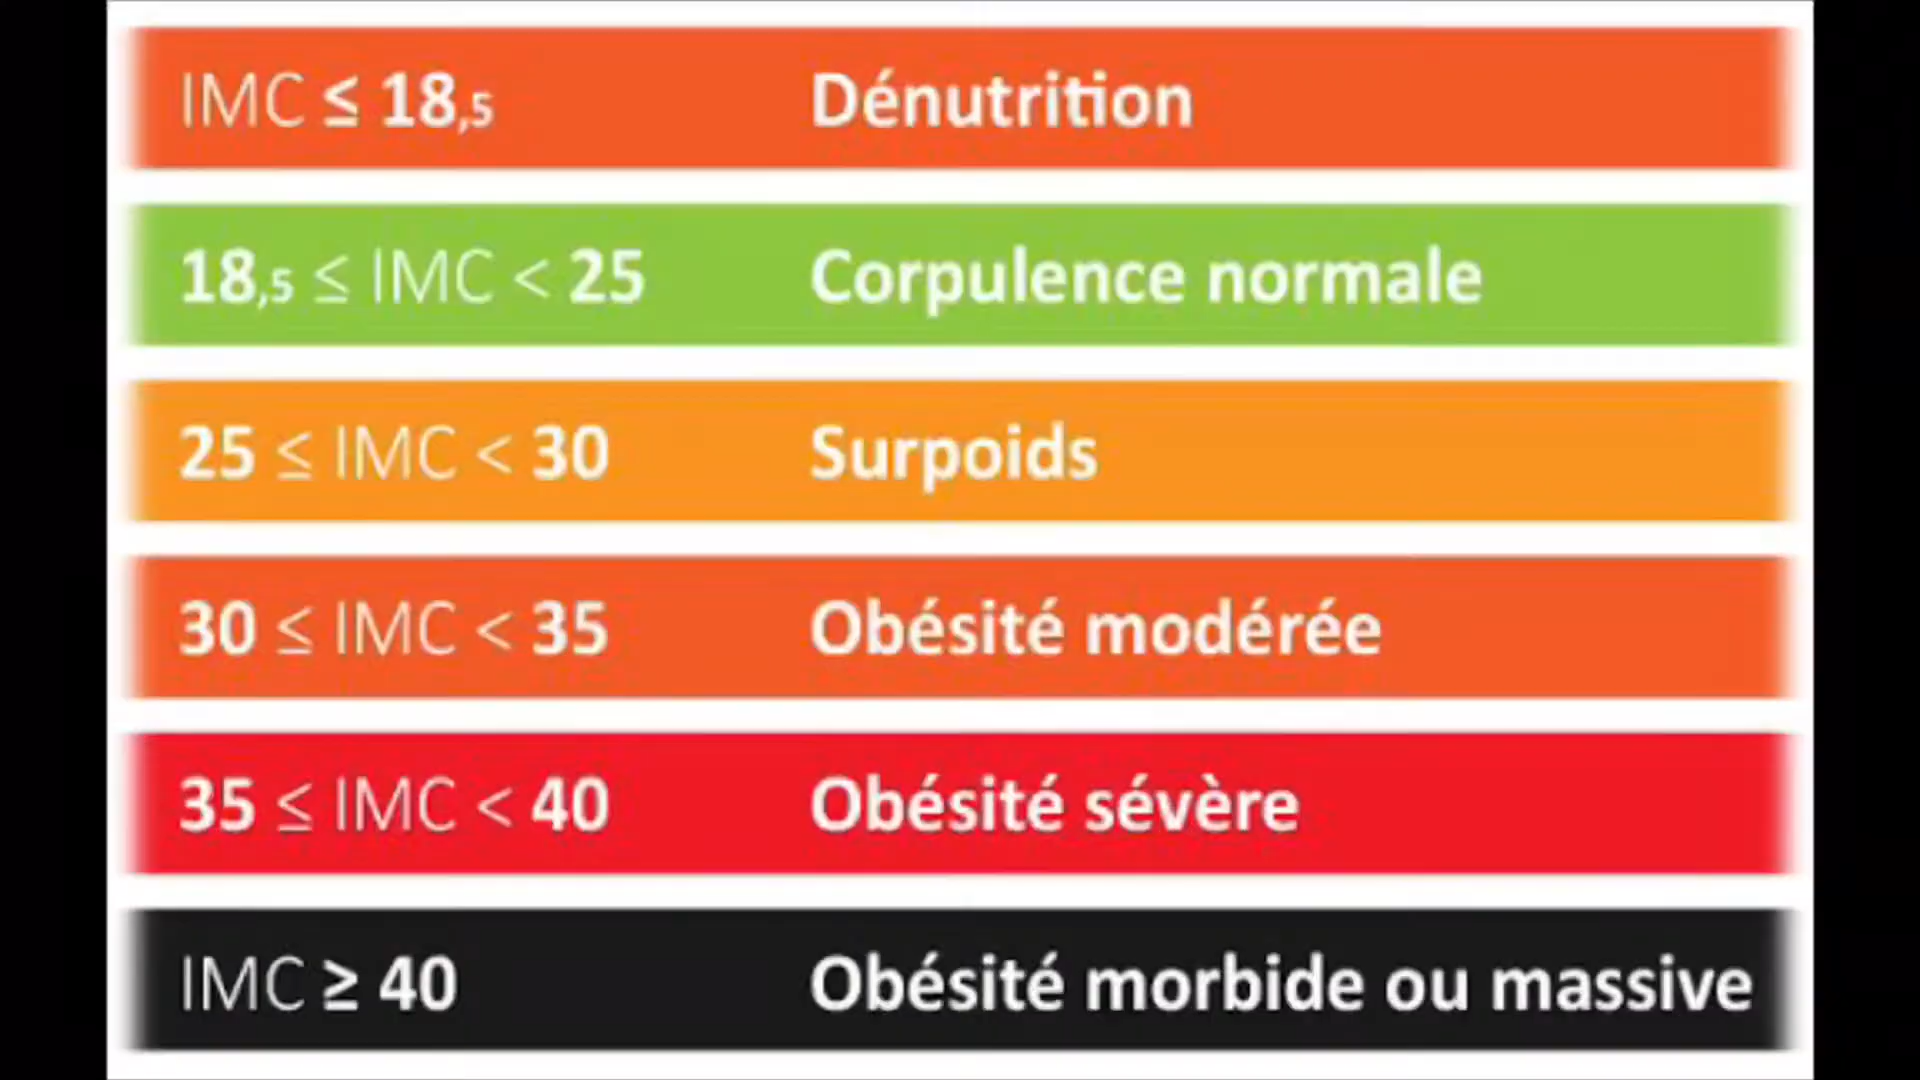 IMC ≤ 18,5 Dénutrition
18,5 ≤ IMC < 25 Corpulence normale
25 ≤ IMC < 30 Surpoids
30 ≤ IMC < 35 Obésité modérée
35 ≤ IMC < 40 Obésité sévère
IMC ≥ 40 Obésité morbide ou massive